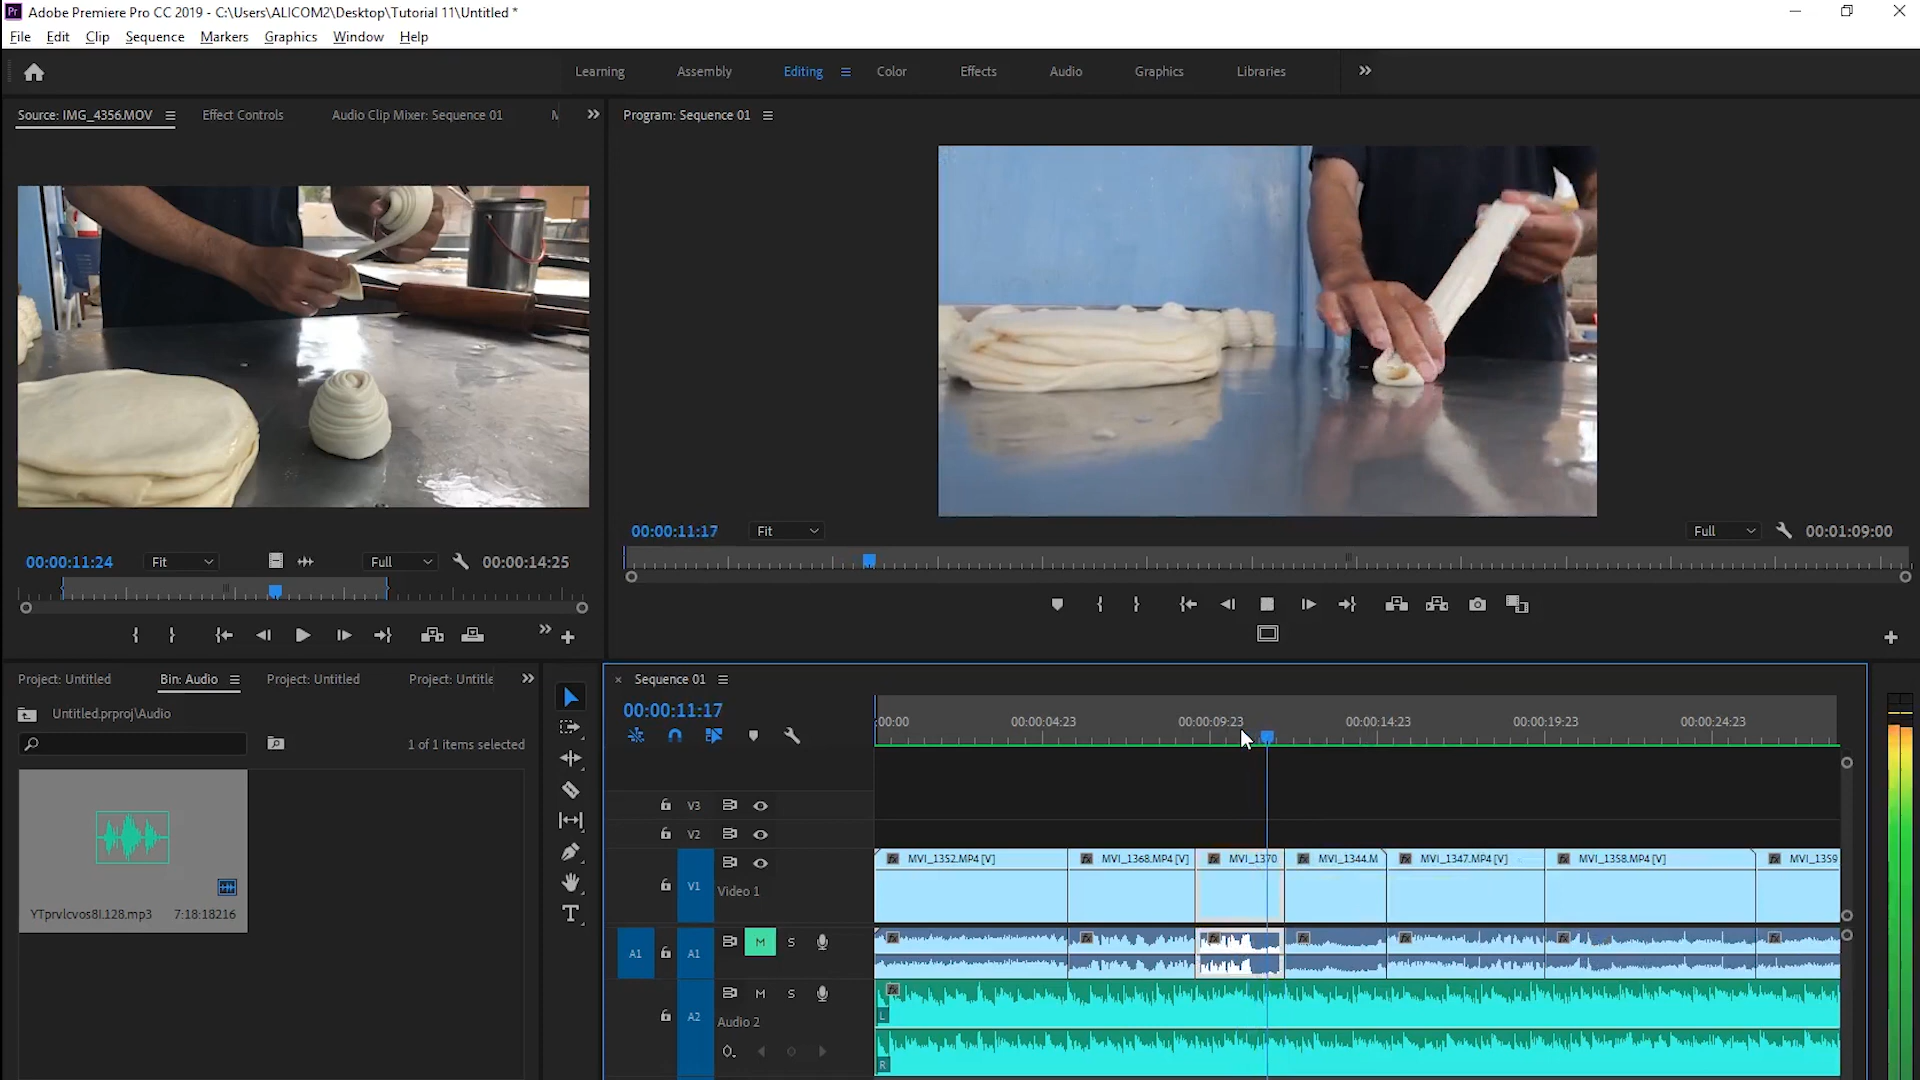 Pr Adobe Premiere Pro CC 2019 - C:\Users\ALICOM2\Desktop\Tutorial 11\Untitled *
File Edit Clip Sequence Markers Graphics Window Help
Learning Assembly Editing Color Effects Audio Graphics Libraries
Source: IMG_4356.MOV Effect Controls Audio Clip Mixer: Sequence 01
Program: Sequence 01
00:00:11:17 Fit Full 00:01:09:00
00:00:11:24 Fit Full 00:00:14:25
Project: Untitled Bin: Audio Project: Untitled Project: Untitle
Untitled.prproj\Audio
1 of 1 items selected
YTprvlcvos8I.128.mp3 7:18:18216
× Sequence 01
00:00:11:17
:00:00 00:00:04:23 00:00:09:23 00:00:14:23 00:00:19:23 00:00:24:23
V3
V2
MVI_1352.MP4 [V] MVI_1368.MP4 [V] MVI_1370 MVI_1344.M MVI_1347.MP4 [V] MVI_1358.MP4 [V] MVI_1359
V1 Video 1
A1 A1 M S
M S
A2 Audio 2
L
R